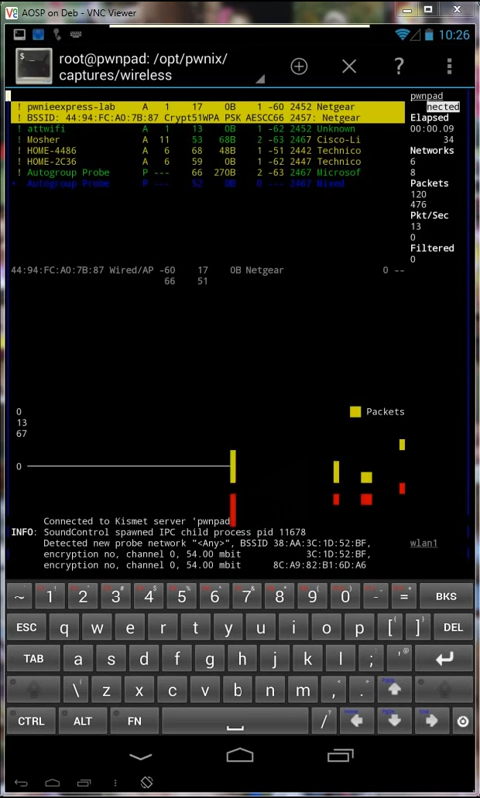 AOSP on Deb - VNC Viewer
10:26
root@pwnpad: /opt/pwnix/
captures/wireless
pwnpad
nected
! pwnieexpress-lab A 1 17 0B 1 -60 2452 Netgear
! BSSID: 44:94:FC:A0:7B:87 Crypt51WPA PSK AESCC66 2457: Netgear
! attwifi A 1 13 0B 1 -63 2452 Unknown
! Mosher A 11 53 68B 2 -63 2467 Cisco-Li
! HOME-4486 A 6 68 48B 1 -51 2442 Technico
! HOME-2C36 A 6 59 0B 1 -62 2447 Technico
! Autogroup Probe P --- 66 270B 2 -63 2467 Microsof
Autogroup Probe P --- 52 0B 0 --- 2467 Wired
Elapsed
00:00.09
34
Networks
6
8
Packets
120
476
Pkt/Sec
13
0
Filtered
0
44:94:FC:A0:7B:87 Wired/AP -60 17 0B Netgear 0 --
66 51
0
13
67
Packets
0
Connected to Kismet server 'pwnpad
INFO: SoundControl spawned IPC child process pid 11678
Detected new probe network "<Any>", BSSID 38:AA:3C:1D:52:BF,
encryption no, channel 0, 54.00 mbit 3C:1D:52:BF,
encryption no, channel 0, 54.00 mbit 8C:A9:82:B1:6D:A6
wlan1
~ 1 2 3 4 5 6 7 8 9 0 - = BKS
ESC q w e r t y u i o p [ ] DEL
TAB a s d f g h j k l ; '
\ z x c v b n m , .
CTRL ALT FN /